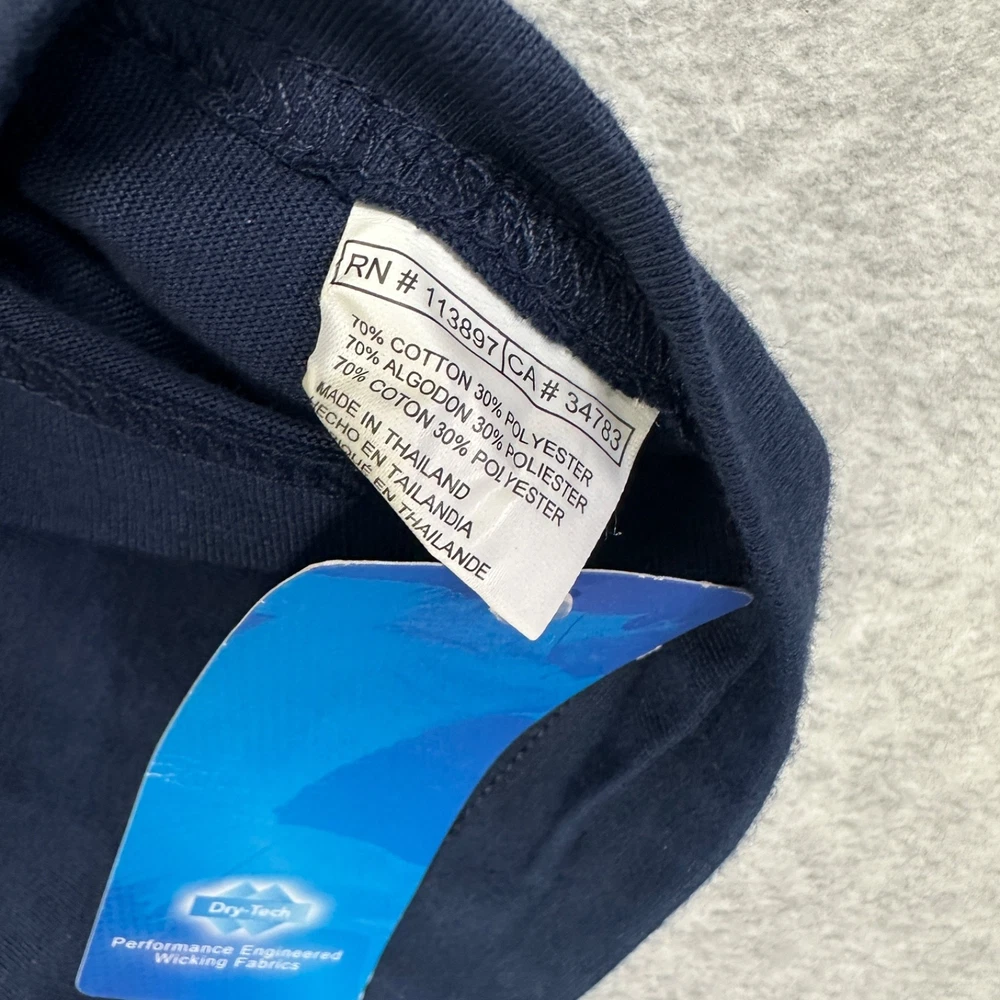 RN # 113897 CA # 34783
70% COTTON 30% POLYESTER
70% ALGODON 30% POLIESTER
70% COTON 30% POLYESTER
MADE IN THAILAND
HECHO EN TAILANDIA
EN THAILANDE
Dry-Tech
Performance Engineered
Wicking Fabrics